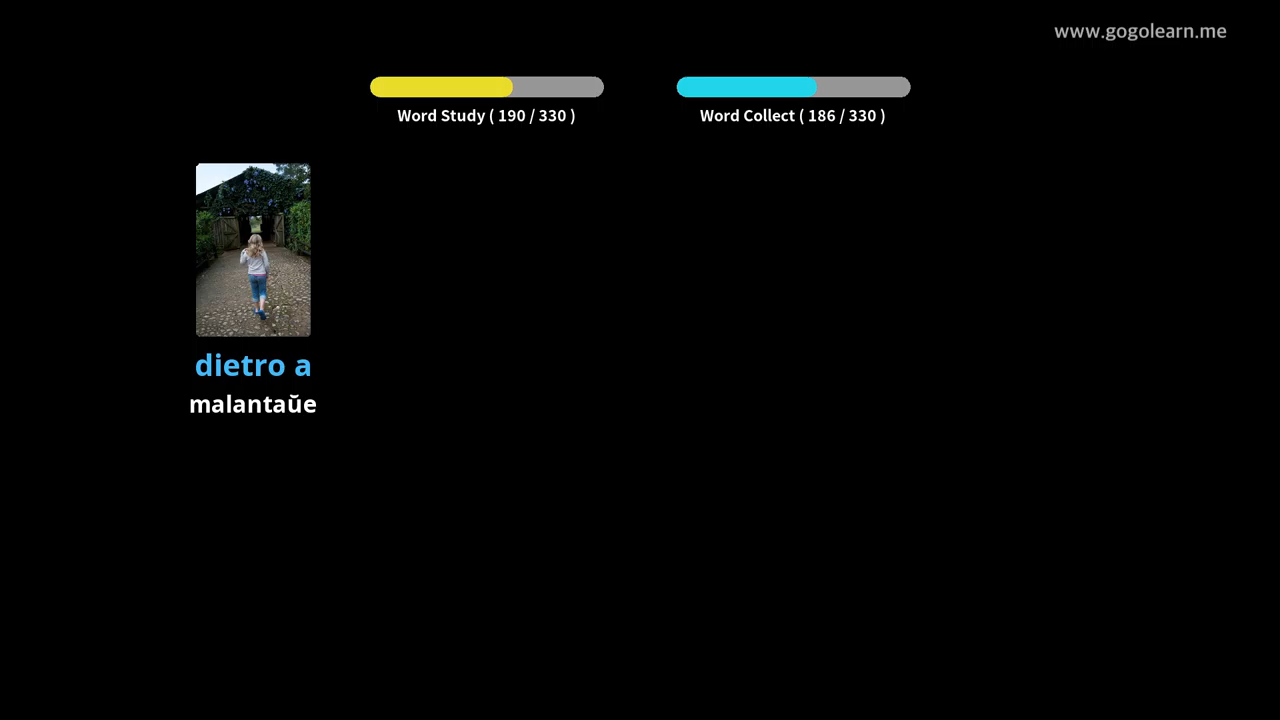 www.gogolearn.me
Word Study ( 190 / 330 )
Word Collect ( 186 / 330 )
dietro a
malantaŭe